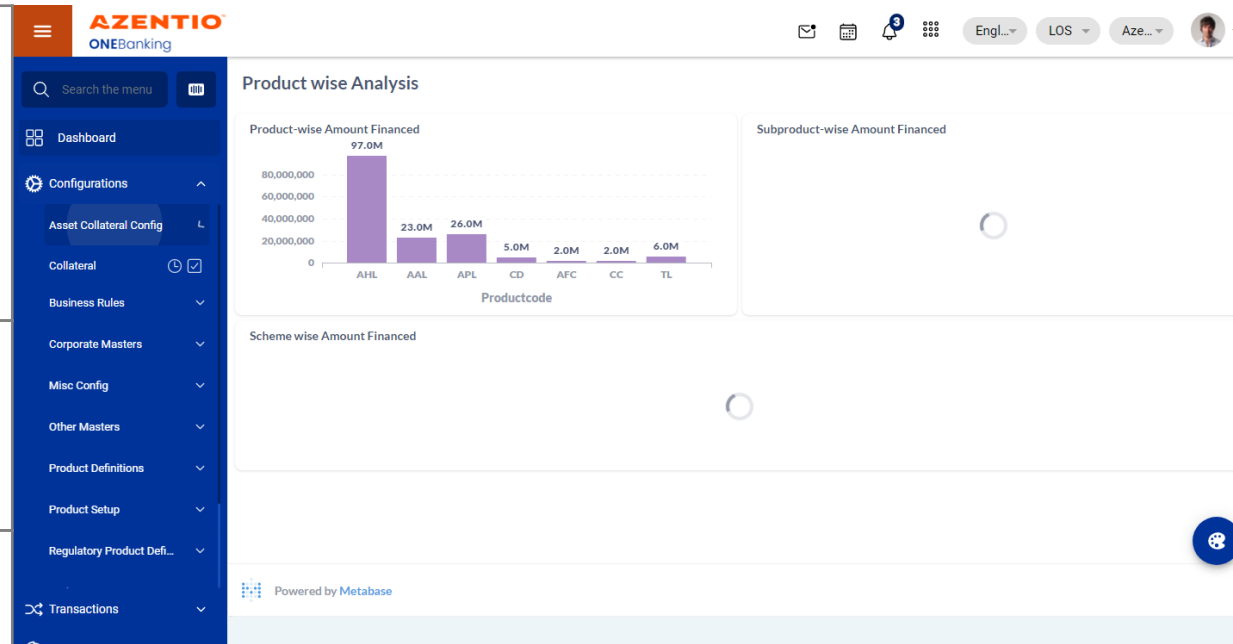 AZENTIO
ONEBanking
3
Engl...
LOS
Aze...
Search the menu
Dashboard
Configurations
Asset Collateral Config
Collateral
Business Rules
Corporate Masters
Misc Config
Other Masters
Product Definitions
Product Setup
Regulatory Product Defi...
Transactions
Product wise Analysis
Product-wise Amount Financed
97.0M
80,000,000
60,000,000
40,000,000
20,000,000
0
23.0M
26.0M
5.0M
2.0M
2.0M
6.0M
AHL AAL APL CD AFC CC TL
Productcode
Subproduct-wise Amount Financed
Scheme wise Amount Financed
Powered by Metabase